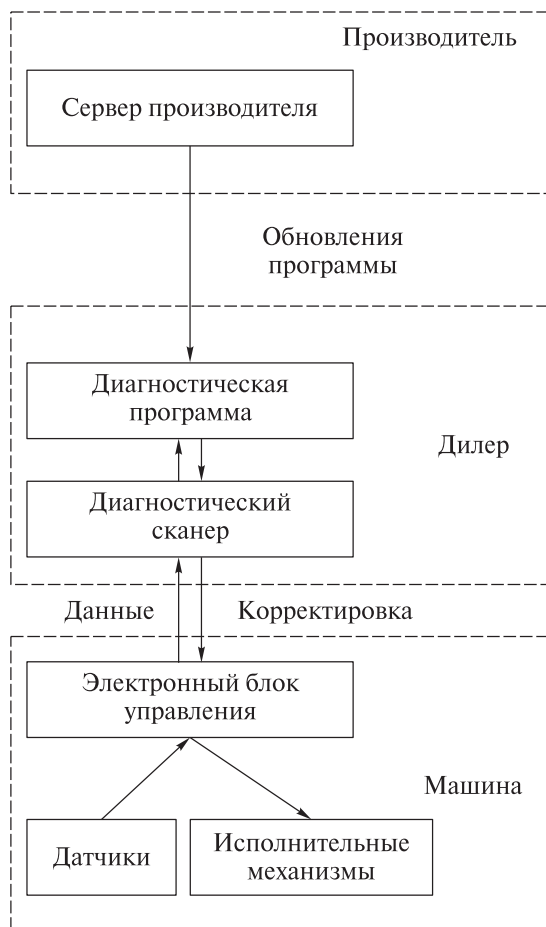 Производитель
Сервер производителя
Обновления
программы
Диагностическая
программа
Дилер
Диагностический
сканер
Данные
Корректировка
Электронный блок
управления
Машина
Датчики
Исполнительные
механизмы